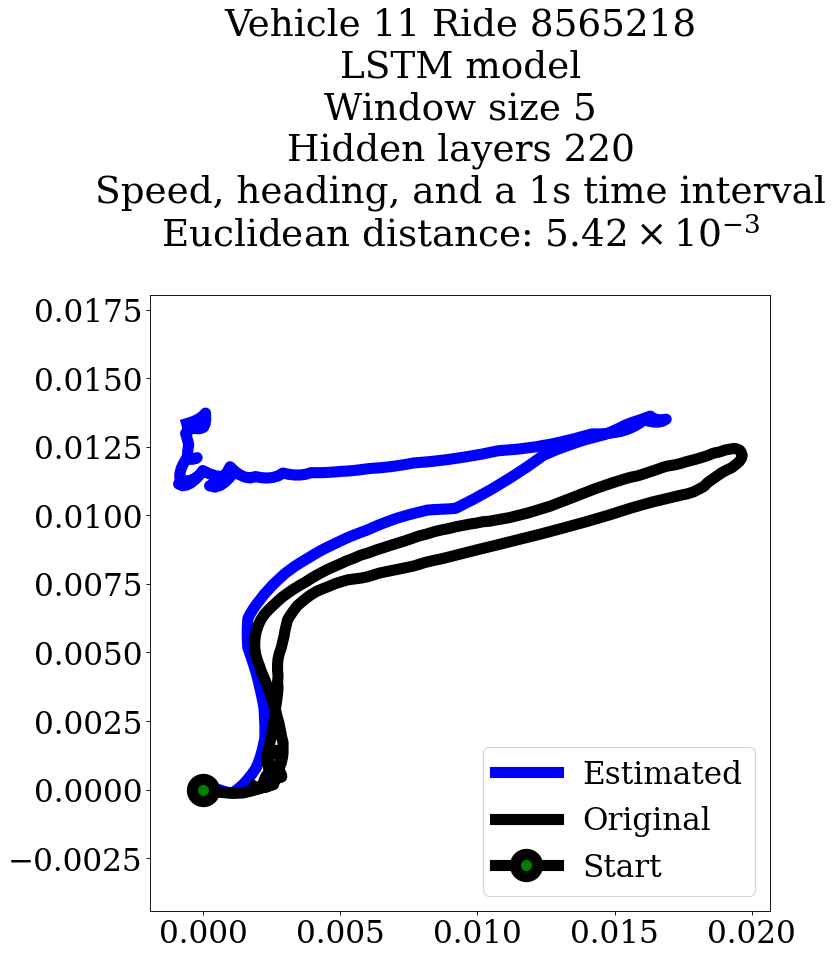 Vehicle 11 Ride 8565218
LSTM model
Window size 5
Hidden layers 220
Speed, heading, and a 1s time interval
Euclidean distance: 5.42 × 10⁻³
0.0175
0.0150
0.0125
0.0100
0.0075
0.0050
0.0025
0.0000
−0.0025
Estimated
Original
Start
0.000 0.005 0.010 0.015 0.020